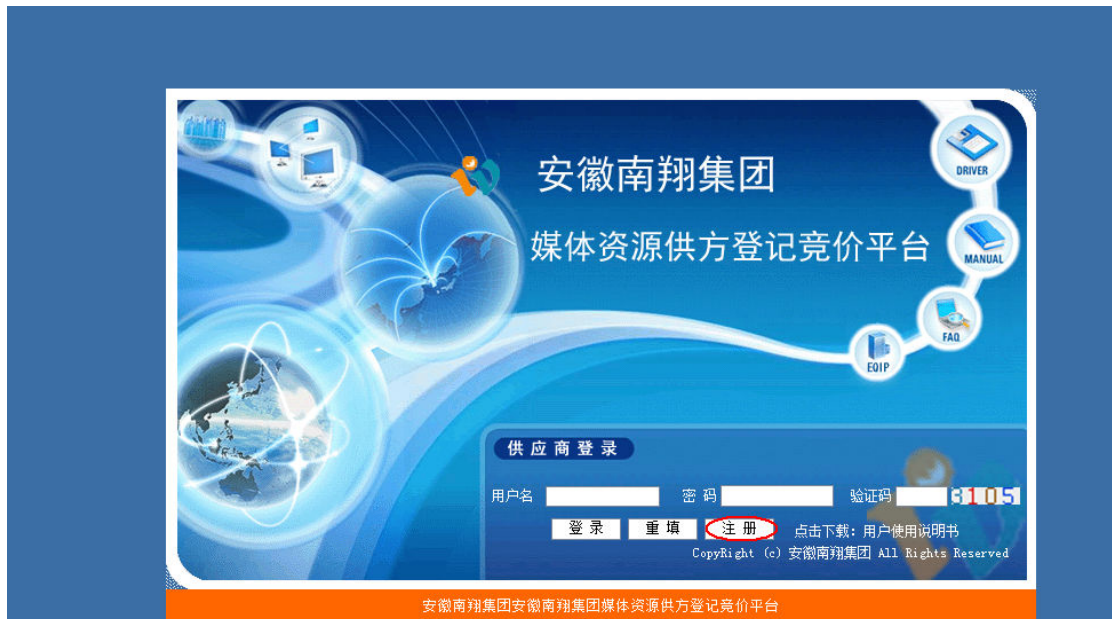 DRIVER
安徽南翔集团
媒体资源供方登记竞价平台
MANUAL
FAQ
EQIP
供应商登录
用户名 密 码 验证码 3105
登 录 重 填 注 册 点击下载: 用户使用说明书
CopyRight (c) 安徽南翔集团 All Rights Reserved
安徽南翔集团安徽南翔集团媒体资源供方登记竞价平台